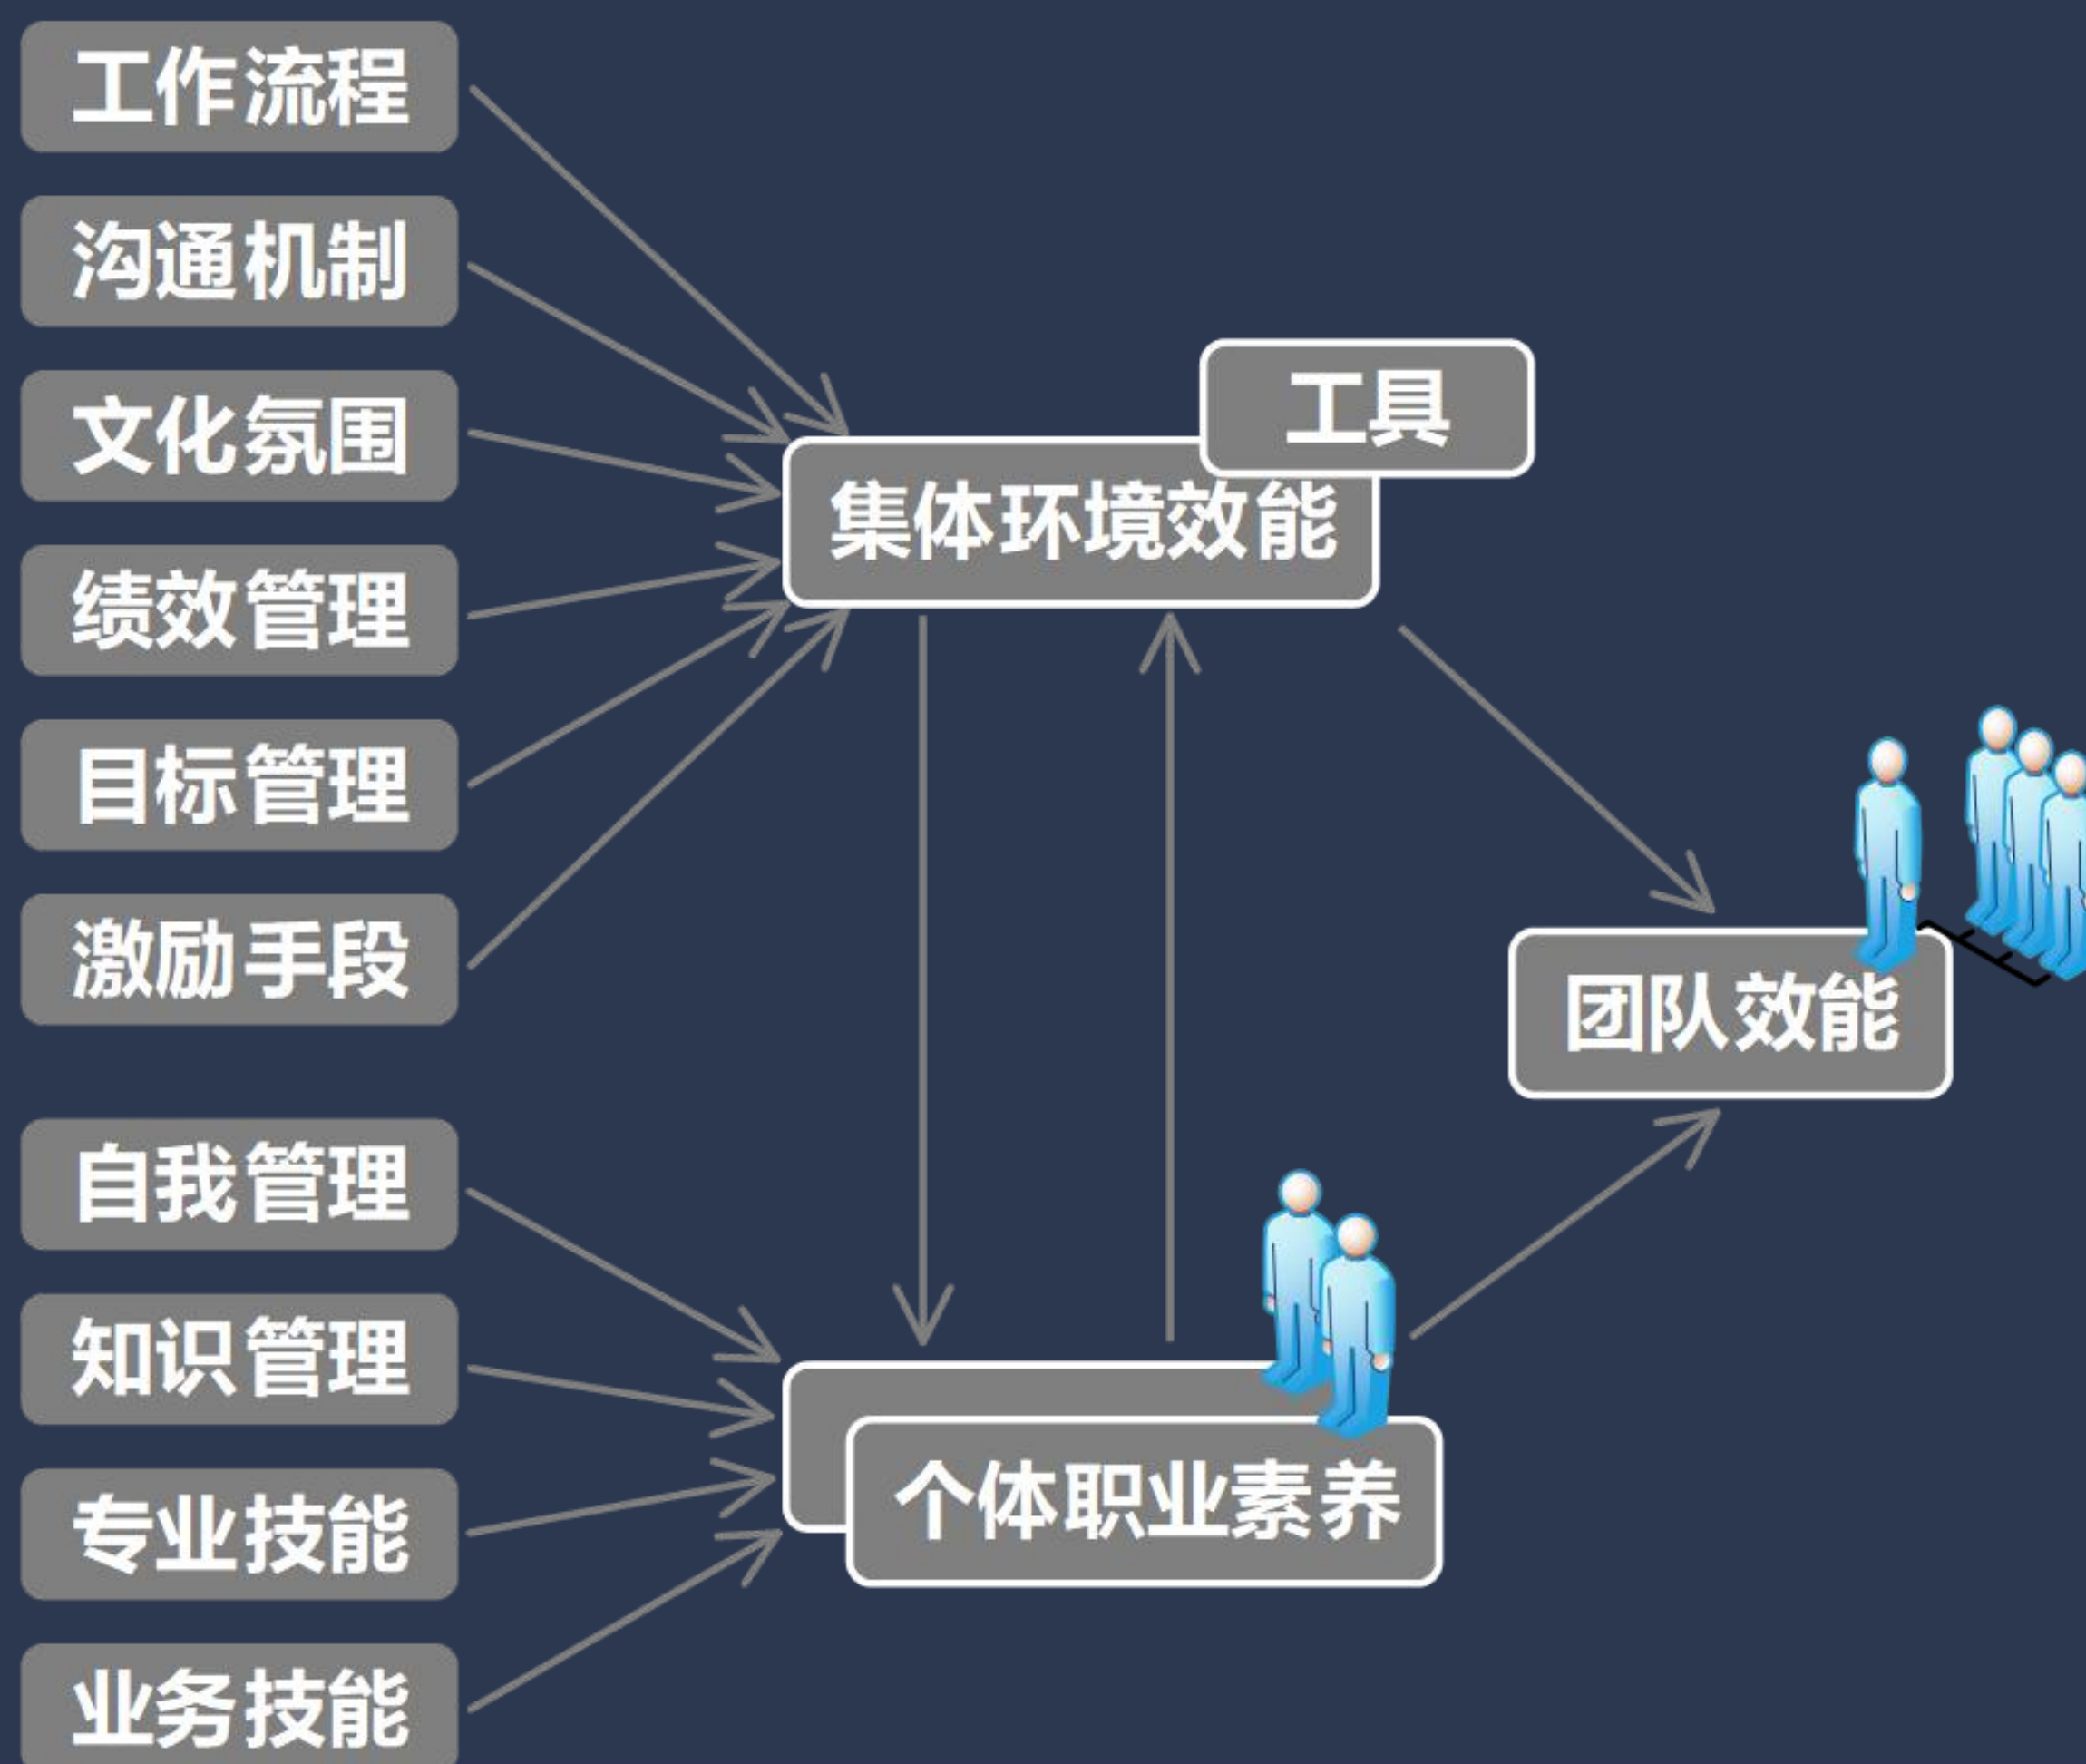 工作流程
沟通机制
文化氛围
绩效管理
目标管理
激励手段
自我管理
知识管理
专业技能
业务技能
工具
集体环境效能
团队效能
个体职业素养